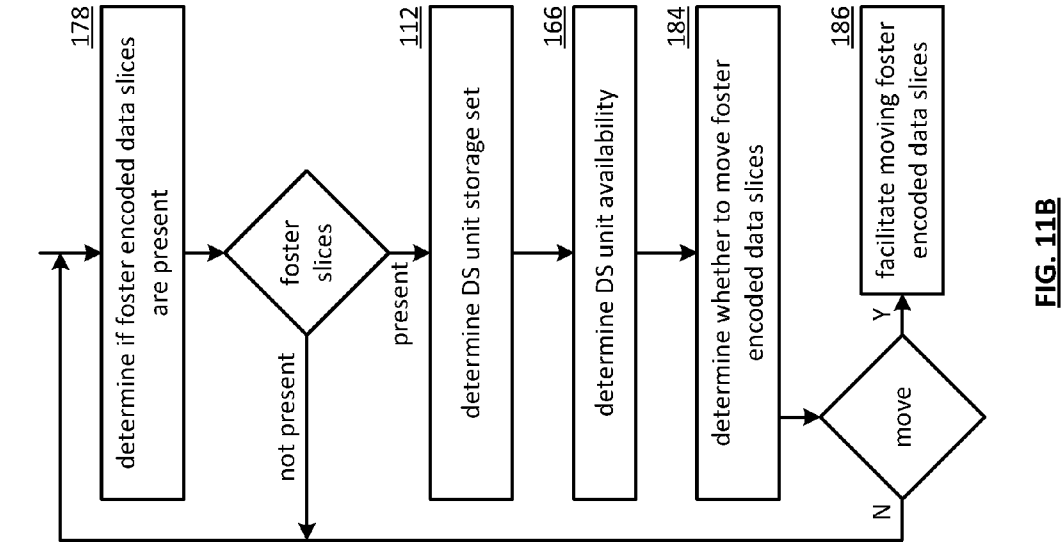 178
determine if foster encoded data slices
are present
foster
slices
not present
present
112
determine DS unit storage set
166
determine DS unit availability
184
determine whether to move foster
encoded data slices
move
N
Y
186
facilitate moving foster
encoded data slices
FIG. 11B